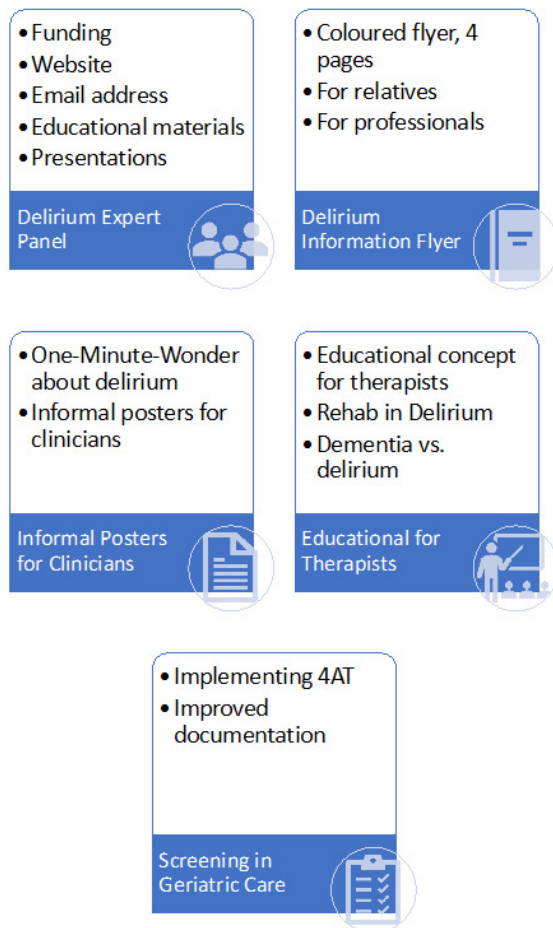 • Funding
• Website
• Email address
• Educational materials
• Presentations
Delirium Expert
Panel
• Coloured flyer, 4
pages
• For relatives
• For professionals
Delirium
Information Flyer
• One-Minute-Wonder
about delirium
• Informal posters for
clinicians
Informal Posters
for Clinicians
• Educational concept
for therapists
• Rehab in Delirium
• Dementia vs.
delirium
Educational for
Therapists
• Implementing 4AT
• Improved
documentation
Screening in
Geriatric Care